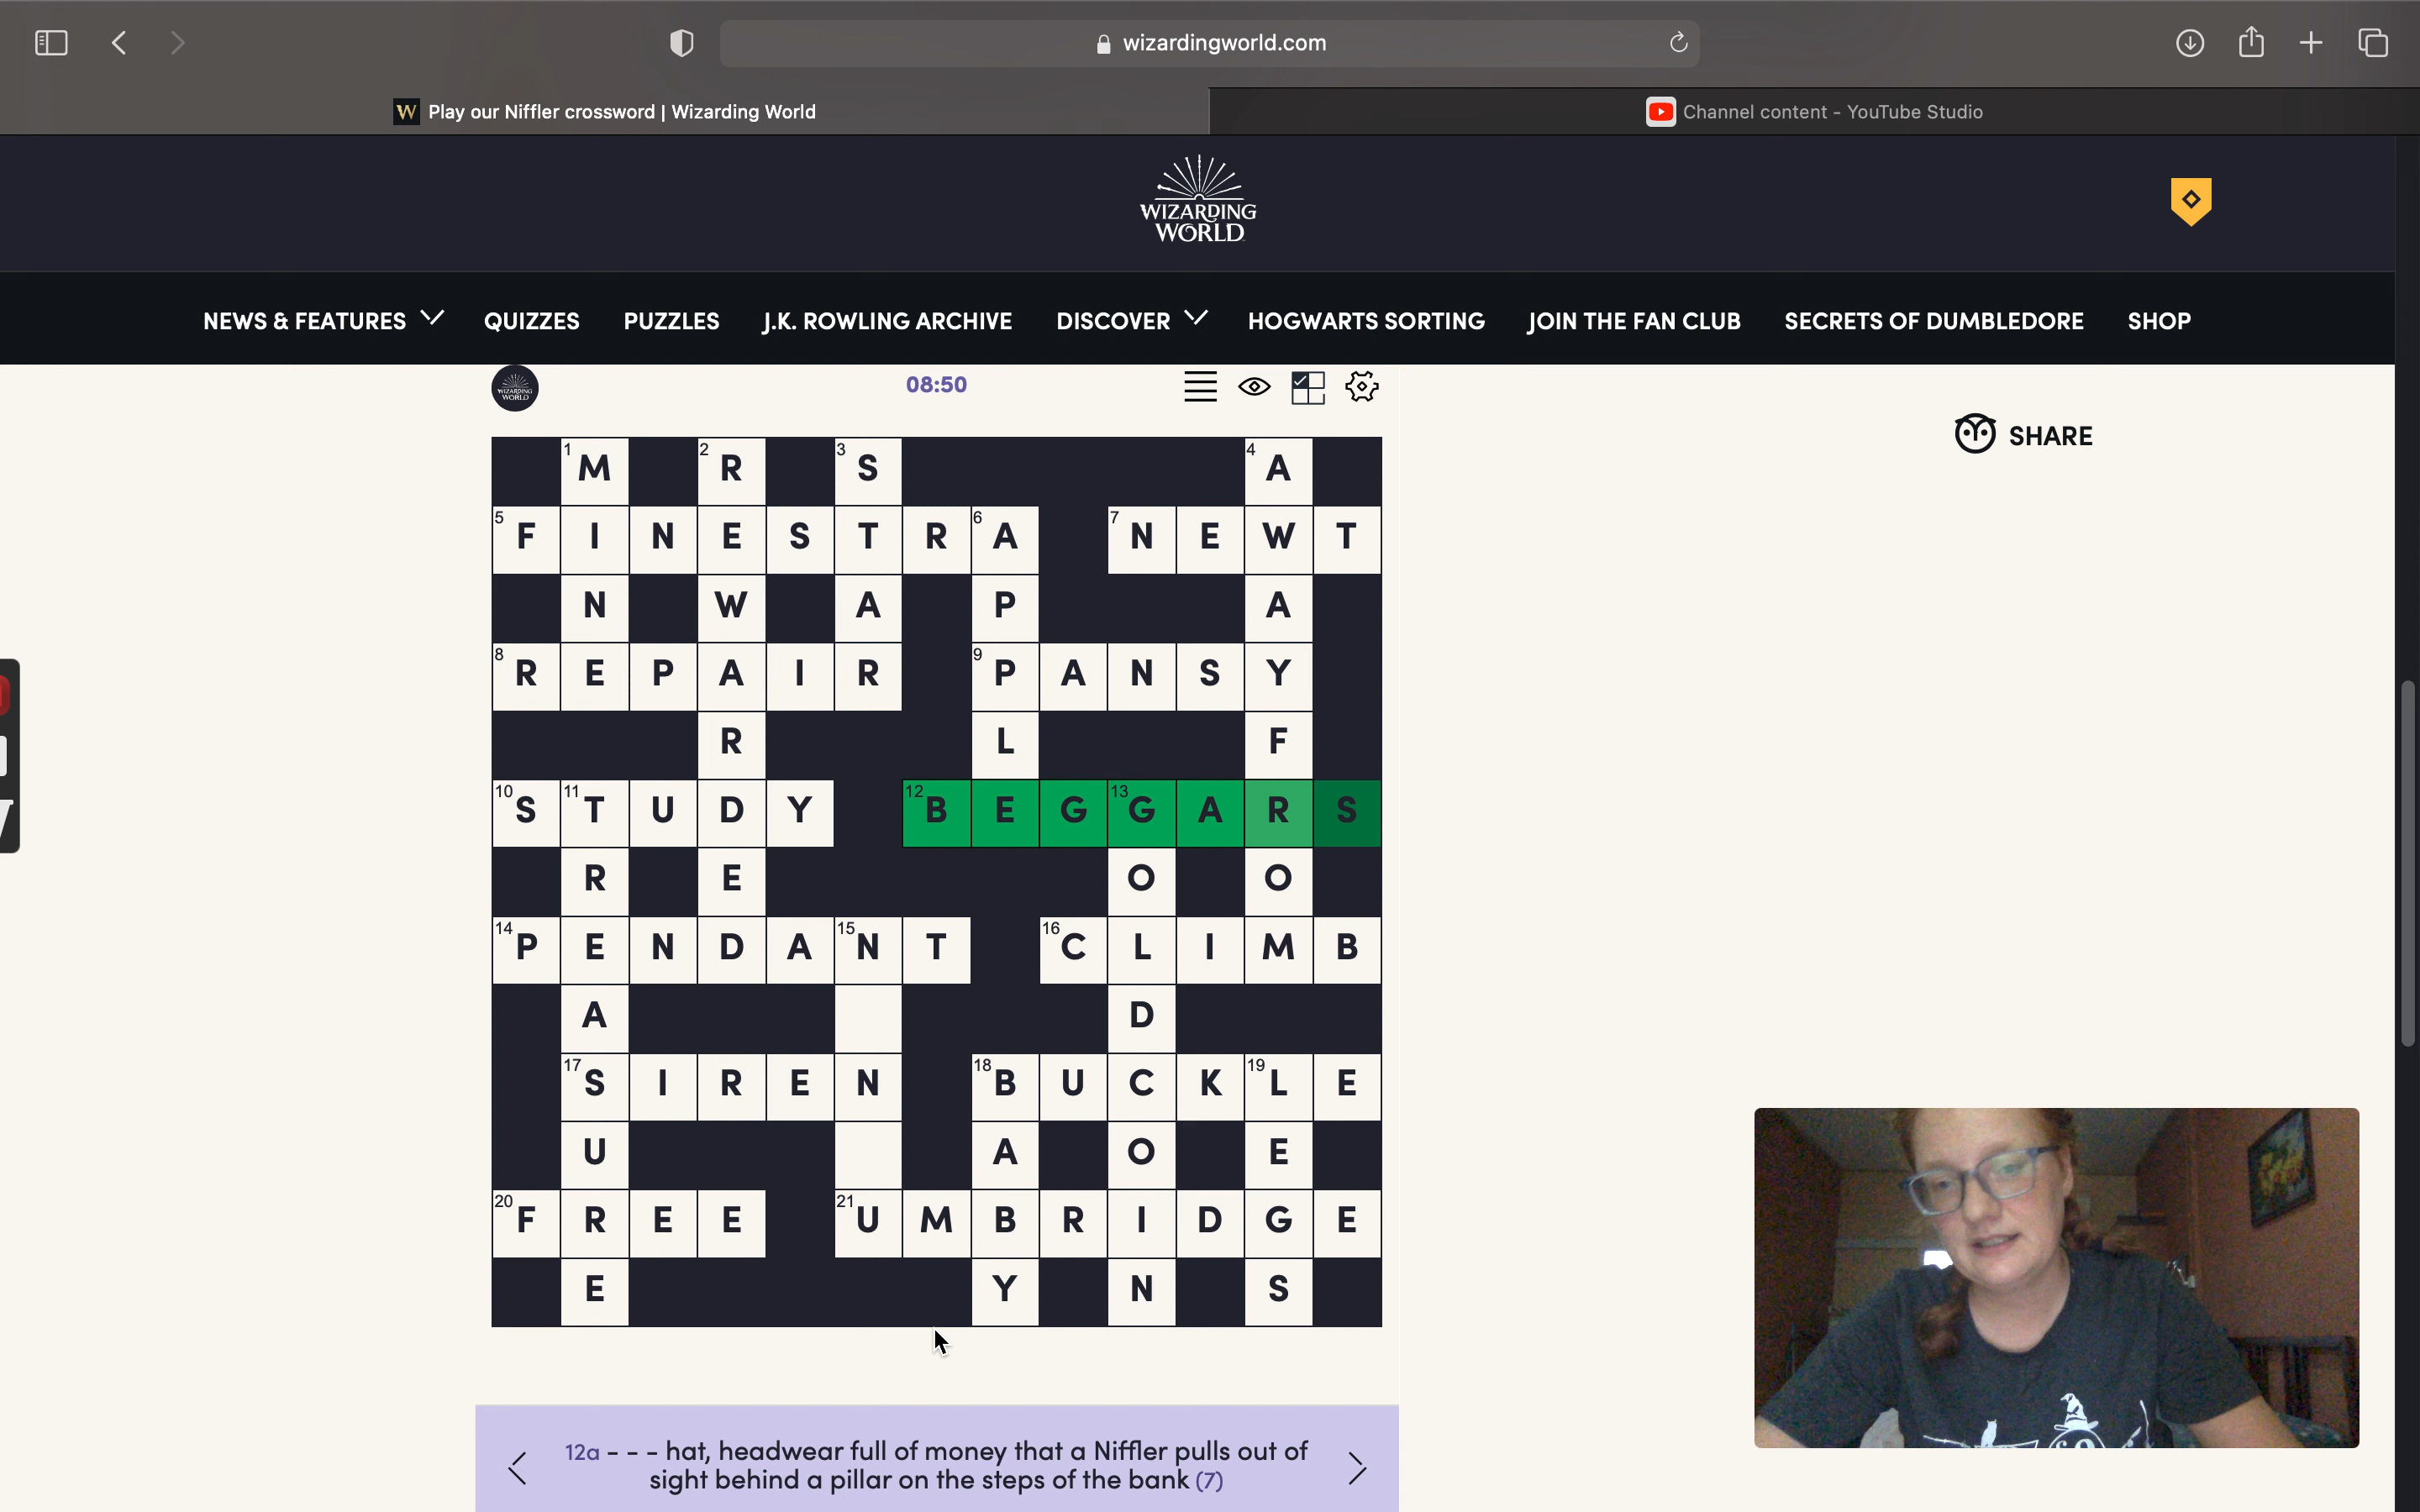 wizardingworld.com
W Play our Niffler crossword | Wizarding World
Channel content - YouTube Studio
WIZARDING
WORLD
NEWS & FEATURES QUIZZES PUZZLES J.K. ROWLING ARCHIVE DISCOVER HOGWARTS SORTING JOIN THE FAN CLUB SECRETS OF DUMBLEDORE SHOP
WIZARDING
WORLD
08:50
SHARE
1 M 2 R 3 S 4 A
5 F I N E S T R 6 A 7 N E W T
N W A P A
8 R E P A I R 9 P A N S Y
R L F
10 S 11 T U D Y 12 B E G 13 G A R S
R E O O
14 P E N D A 15 N T 16 C L I M B
A D
17 S I R E N 18 B U C K 19 L E
U A O E
20 F R E E 21 U M B R I D G E
E Y N S
12a - - - hat, headwear full of money that a Niffler pulls out of
sight behind a pillar on the steps of the bank (7)